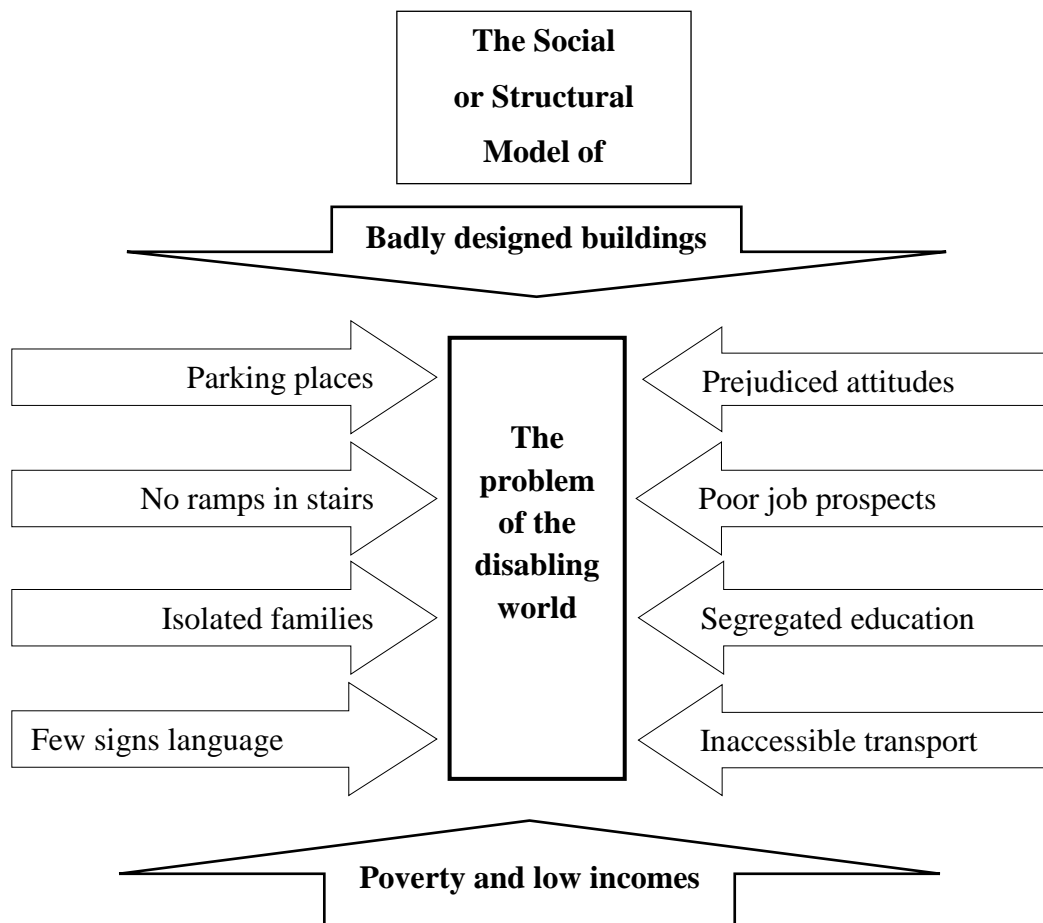 The Social
or Structural
Model of
Badly designed buildings
Parking places
No ramps in stairs
Isolated families
Few signs language
The
problem
of the
disabling
world
Prejudiced attitudes
Poor job prospects
Segregated education
Inaccessible transport
Poverty and low incomes